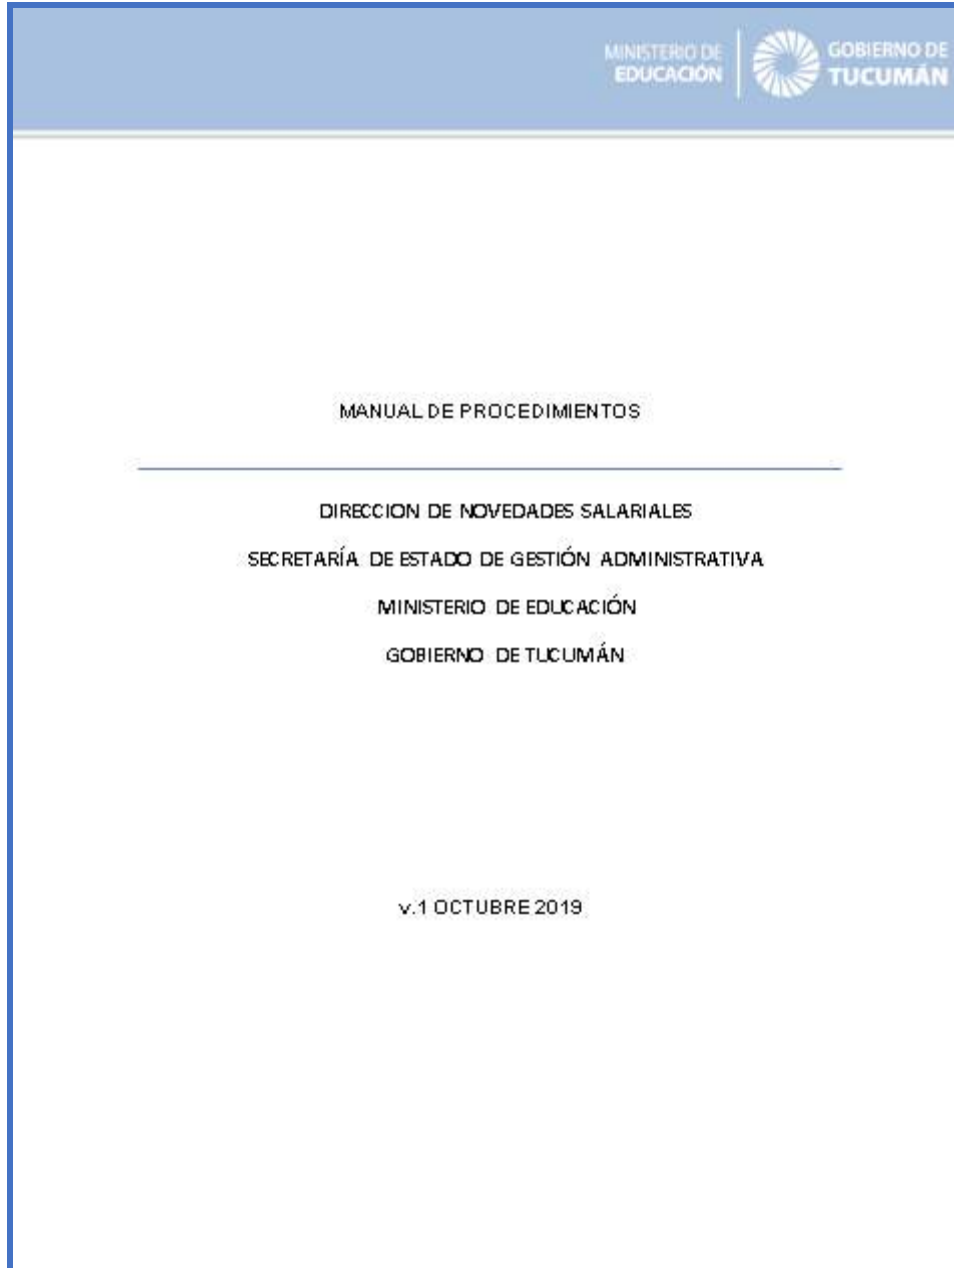 MINISTERIO DE
EDUCACIÓN
GOBIERNO DE
TUCUMÁN
MANUAL DE PROCEDIMIENTOS
DIRECCION DE NOVEDADES SALARIALES
SECRETARÍA DE ESTADO DE GESTIÓN ADMINISTRATIVA
MINISTERIO DE EDUCACIÓN
GOBIERNO DE TUCUMÁN
v.1 OCTUBRE 2019